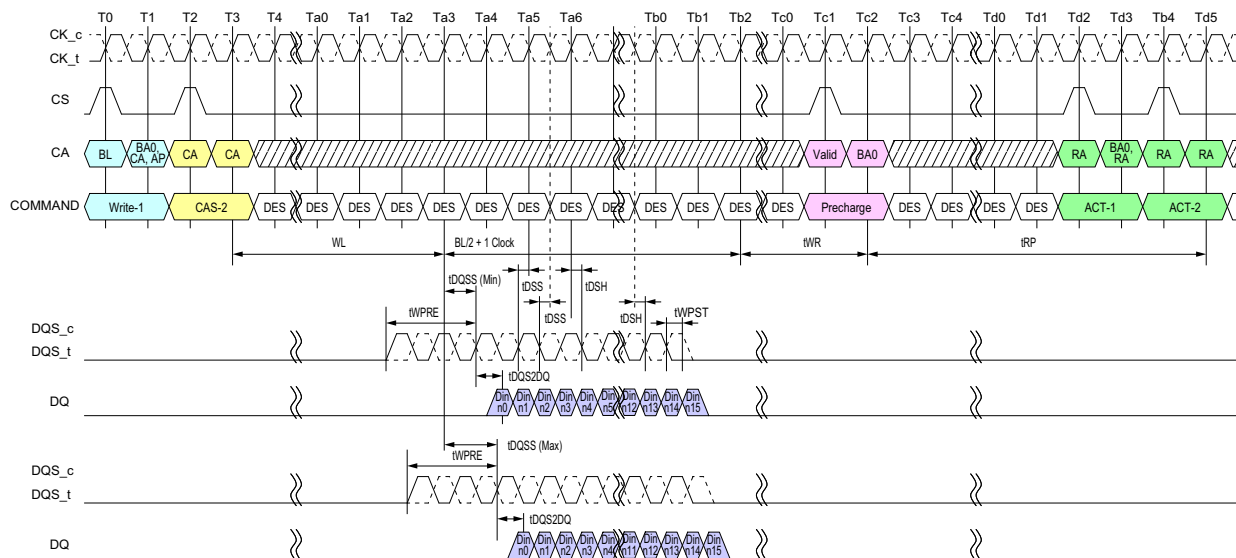 T0 T1 T2 T3 T4 Ta0 Ta1 Ta2 Ta3 Ta4 Ta5 Ta6 Tb0 Tb1 Tb2 Tc0 Tc1 Tc2 Tc3 Tc4 Td0 Td1 Td2 Td3 Tb4 Td5
CK_c
CK_t
CS
CA BL BA0, CA, AP CA CA Valid BA0 RA BA0, RA RA RA
COMMAND Write-1 CAS-2 DES DES DES DES DES DES DES DES DES DES DES DES DES Precharge DES DES DES DES ACT-1 ACT-2
WL BL/2 + 1 Clock tWR tRP
tDQSS (Min) tDSS tDSH
tDSS tDSH tWPST
tWPRE
DQS_c
DQS_t
tDQS2DQ
DQ Din n0 Din n1 Din n2 Din n3 Din n4 Din n5 Din n12 Din n13 Din n14 Din n15
tDQSS (Max)
tWPRE
DQS_c
DQS_t
tDQS2DQ
DQ Din n0 Din n1 Din n2 Din n3 Din n4 Din n11 Din n12 Din n13 Din n14 Din n15